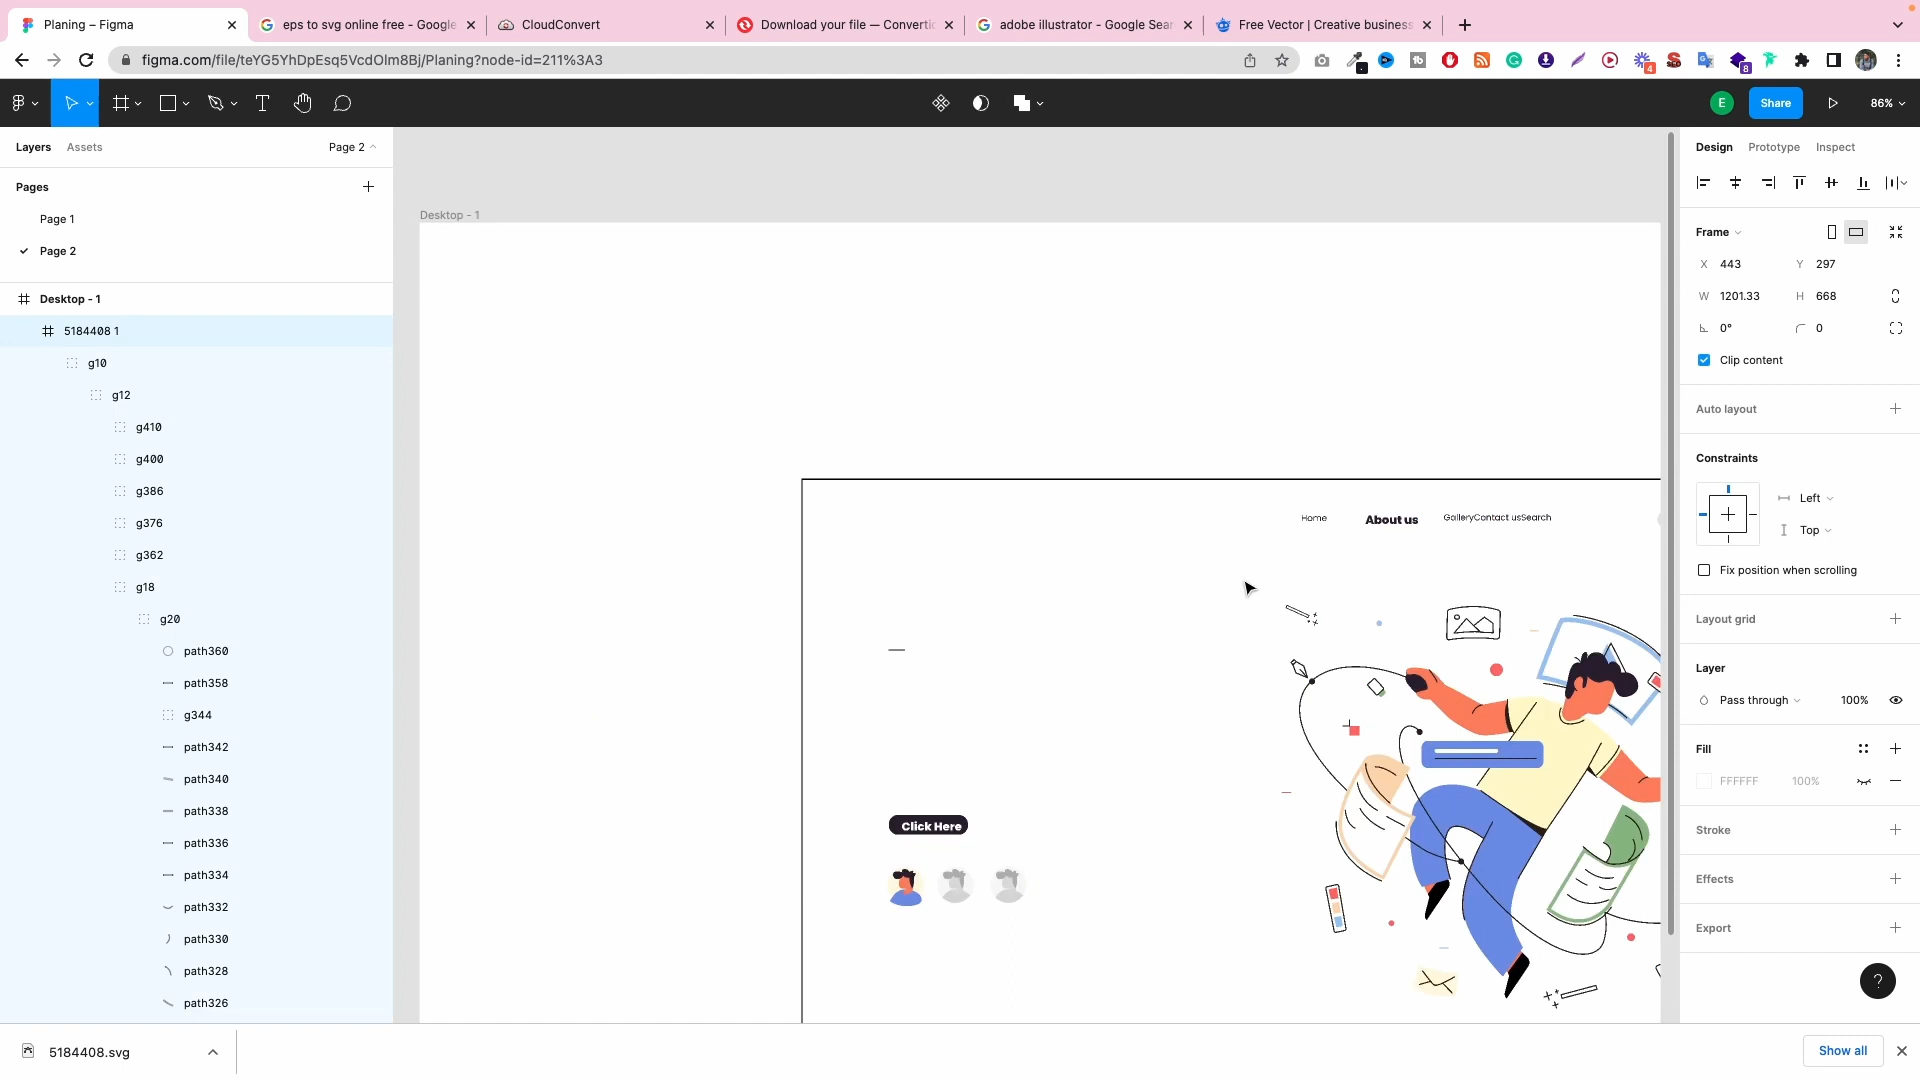 Planing – Figma
eps to svg online free - Google
CloudConvert
Download your file — Convertio
adobe illustrator - Google Sear
Free Vector | Creative business
figma.com/file/teYG5YhDpEsq5VcdOlm8Bj/Planing?node-id=211%3A3
4
8
E
Share
86%
Layers
Assets
Page 2
Pages
Page 1
Page 2
Desktop - 1
5184408 1
g10
g12
g410
g400
g386
g376
g362
g18
g20
path360
path358
g344
path342
path340
path338
path336
path334
path332
path330
path328
path326
Desktop - 1
Home
About us
GalleryContact usSearch
Click Here
Design
Prototype
Inspect
Frame
X 443
Y 297
W 1201.33
H 668
0°
0
Clip content
Auto layout
Constraints
Left
Top
Fix position when scrolling
Layout grid
Layer
Pass through
100%
Fill
FFFFFF
100%
Stroke
Effects
Export
?
5184408.svg
Show all